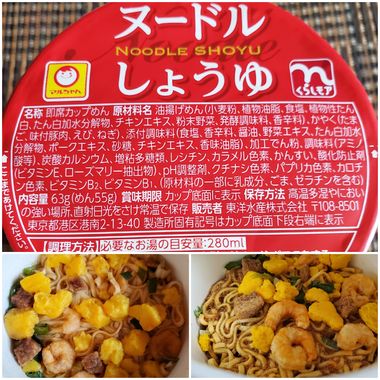 ヌードル
NOODLE SHOYU
しょうゆ
マルちゃん
くらしモア
名称 即席カップめん 原材料名 油揚げめん(小麦粉、植物油脂、食塩、植物性たん
白、たん白加水分解物、チキンエキス、粉末野菜、発酵調味料、香辛料)、かやく(たま
ご、味付豚肉、えび、ねぎ)、添付調味料(食塩、香辛料、醤油、野菜エキス、たん白加水
分解物、ポークエキス、砂糖、チキンエキス、香味油脂)、加工でん粉、調味料(アミノ
酸等)、炭酸カルシウム、増粘多糖類、レシチン、カラメル色素、かんすい、酸化防止剤
(ビタミンE、ローズマリー抽出物)、pH調整剤、クチナシ色素、パプリカ色素、カロ
チン色素、ビタミンB2、ビタミンB1、(原材料の一部に乳成分、ごま、ゼラチンを含む)
内容量 63g(めん55g) 賞味期限 カップ底面に表示 保存方法 高温多湿やにおい
の強い場所、直射日光をさけ常温で保存 販売者 東洋水産株式会社 〒108-8501
東京都港区港南2-13-40 製造所固有記号はカップ底面下段右端に表示
調理方法 必要なお湯の目安量:280ml
ここまであけてください